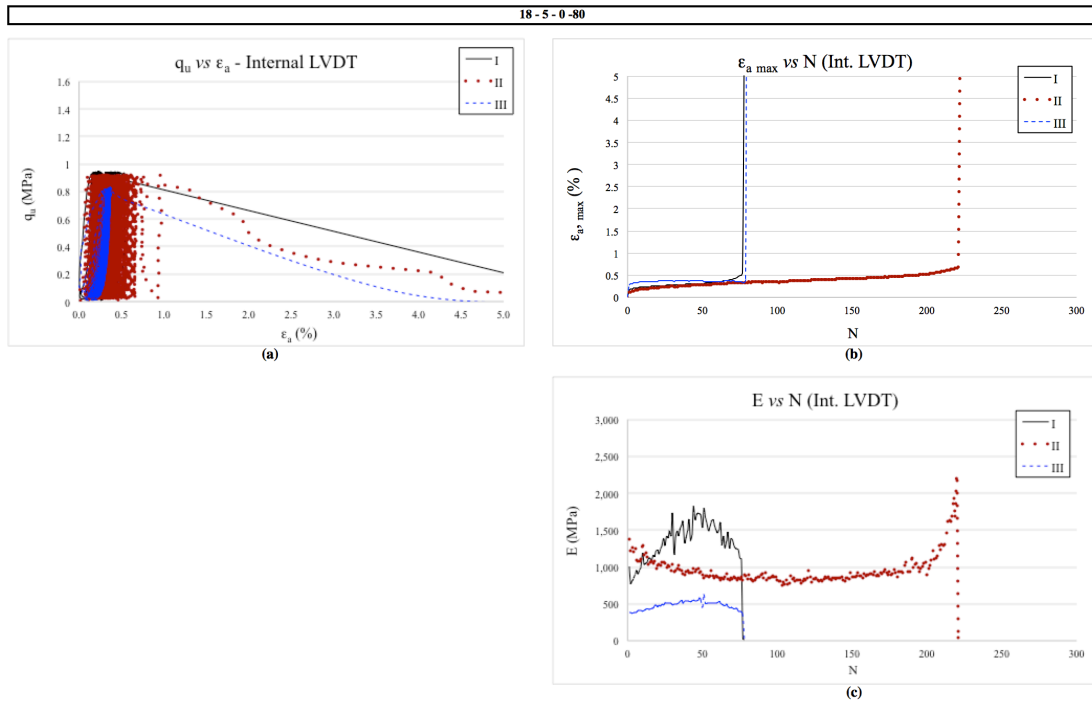 18 - 5 - 0 -80
qu vs εa - Internal LVDT
I
II
III
1.6
1.4
1.2
1
0.8
0.6
0.4
0.2
0
qu (MPa)
0.0 0.5 1.0 1.5 2.0 2.5 3.0 3.5 4.0 4.5 5.0
εa (%)
(a)
εa max vs N (Int. LVDT)
I
II
III
5
4.5
4
3.5
3
2.5
2
1.5
1
0.5
0
εa, max (%)
0 50 100 150 200 250 300
N
(b)
E vs N (Int. LVDT)
I
II
III
3,000
2,500
2,000
1,500
1,000
500
0
E (MPa)
0 50 100 150 200 250 300
N
(c)